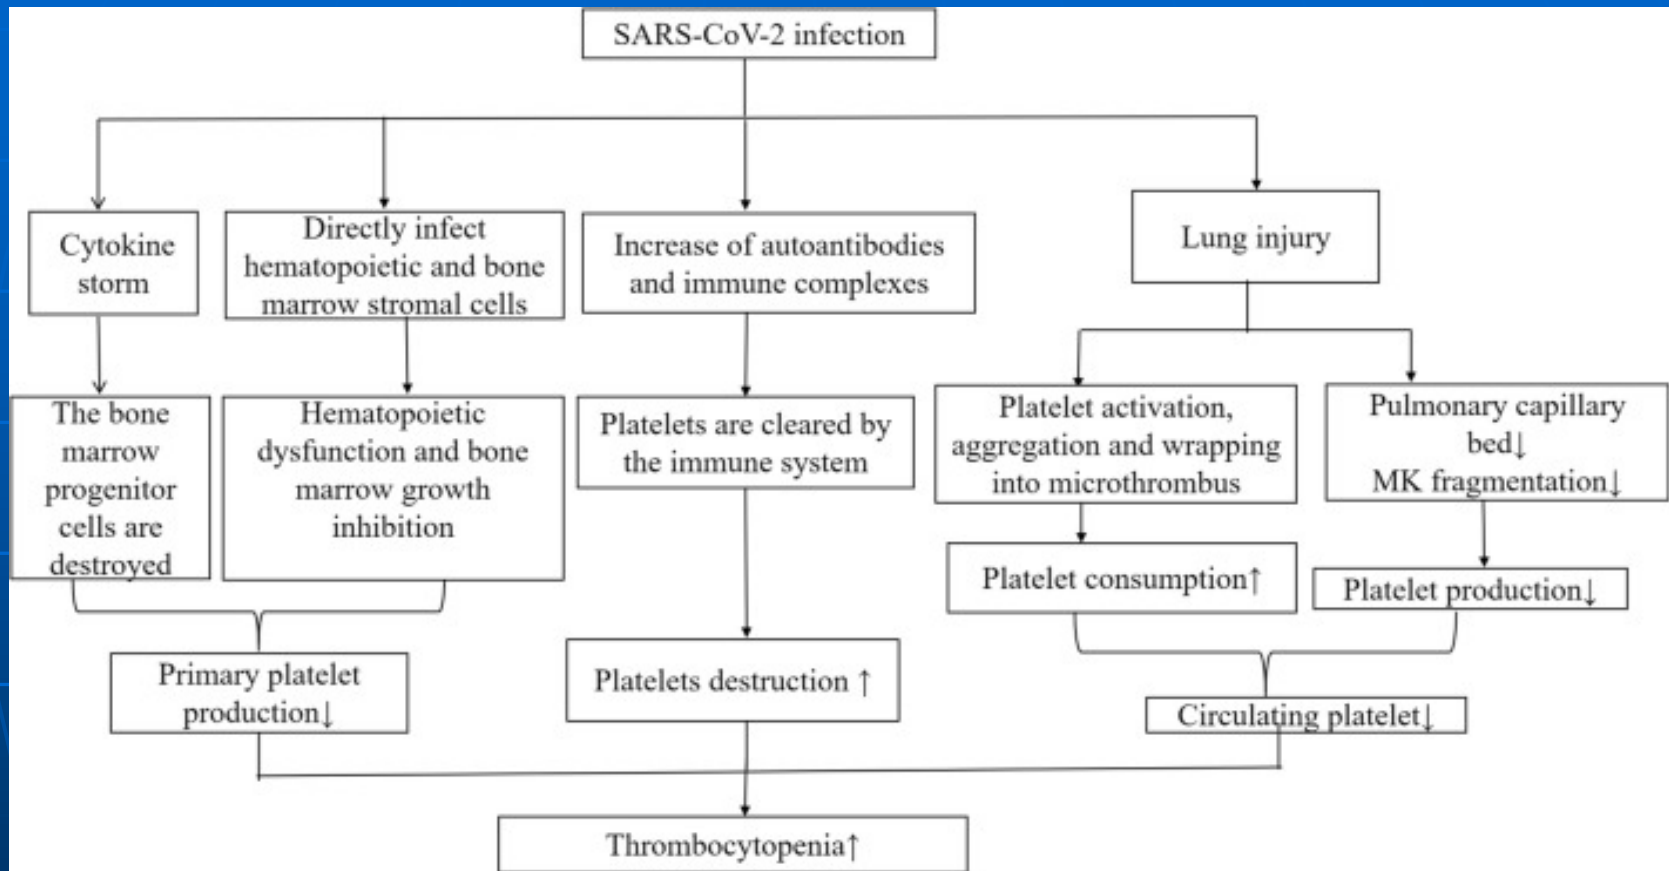 SARS-CoV-2 infection
Cytokine
storm
Directly infect
hematopoietic and bone
marrow stromal cells
Increase of autoantibodies
and immune complexes
Lung injury
The bone
marrow
progenitor
cells are
destroyed
Hematopoietic
dysfunction and bone
marrow growth
inhibition
Platelets are cleared by
the immune system
Platelet activation,
aggregation and wrapping
into microthrombus
Pulmonary capillary
bed↓
MK fragmentation↓
Platelet consumption↑
Platelet production↓
Primary platelet
production↓
Platelets destruction ↑
Circulating platelet↓
Thrombocytopenia↑